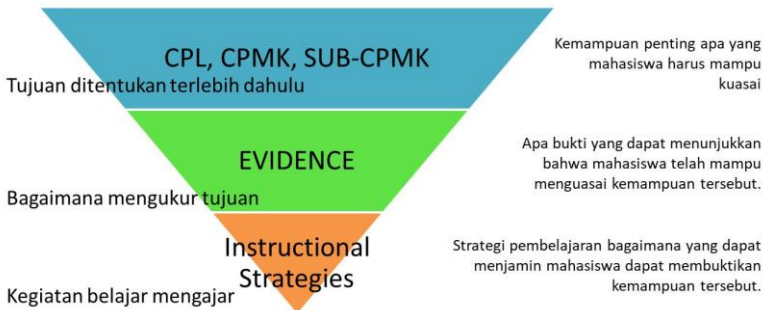 CPL, CPMK, SUB-CPMK
Tujuan ditentukan terlebih dahulu
Kemampuan penting apa yang
mahasiswa harus mampu
kuasai
EVIDENCE
Bagaimana mengukur tujuan
Apa bukti yang dapat menunjukkan
bahwa mahasiswa telah mampu
menguasai kemampuan tersebut.
Instructional
Strategies
Kegiatan belajar mengajar
Strategi pembelajaran bagaimana yang dapat
menjamin mahasiswa dapat membuktikan
kemampuan tersebut.